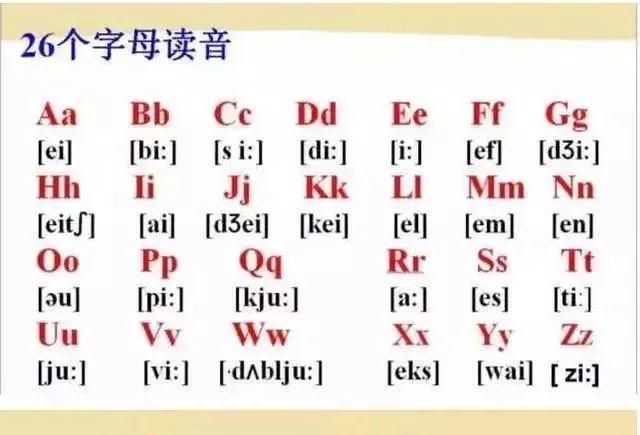 26个字母读音
Aa Bb Cc Dd Ee Ff Gg
[ei] [bi:] [s i:] [di:] [i:] [ef] [dʒi:]
Hh Ii Jj Kk Ll Mm Nn
[eitʃ] [ai] [dʒei] [kei] [el] [em] [en]
Oo Pp Qq Rr Ss Tt
[əu] [pi:] [kju:] [a:] [es] [ti:]
Uu Vv Ww Xx Yy Zz
[ju:] [vi:] [·dʌblju:] [eks] [wai] [ zi:]